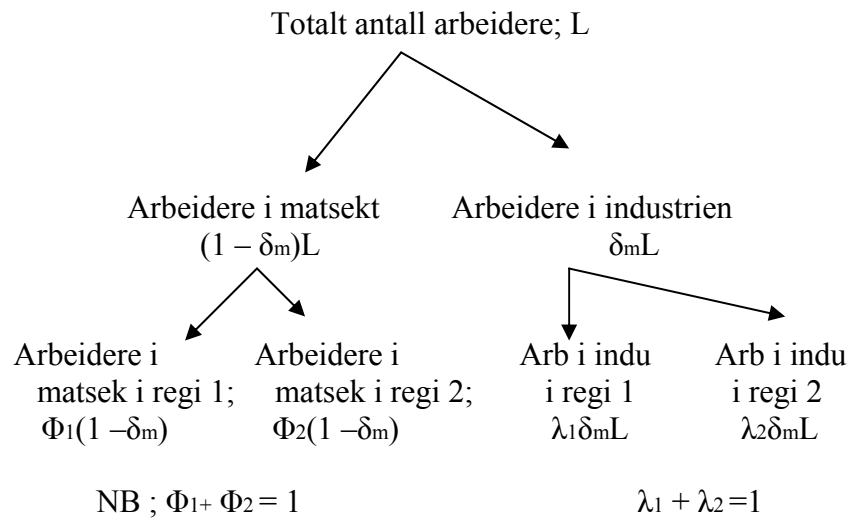 Totalt antall arbeidere; L
Arbeidere i matsekt
(1 – δm)L
Arbeidere i industrien
δmL
Arbeidere i
matsek i regi 1;
Φ1(1 –δm)
Arbeidere i
matsek i regi 2;
Φ2(1 –δm)
Arb i indu
i regi 1
λ1δmL
Arb i indu
i regi 2
λ2δmL
NB ; Φ1+ Φ2 = 1
λ1 + λ2 =1